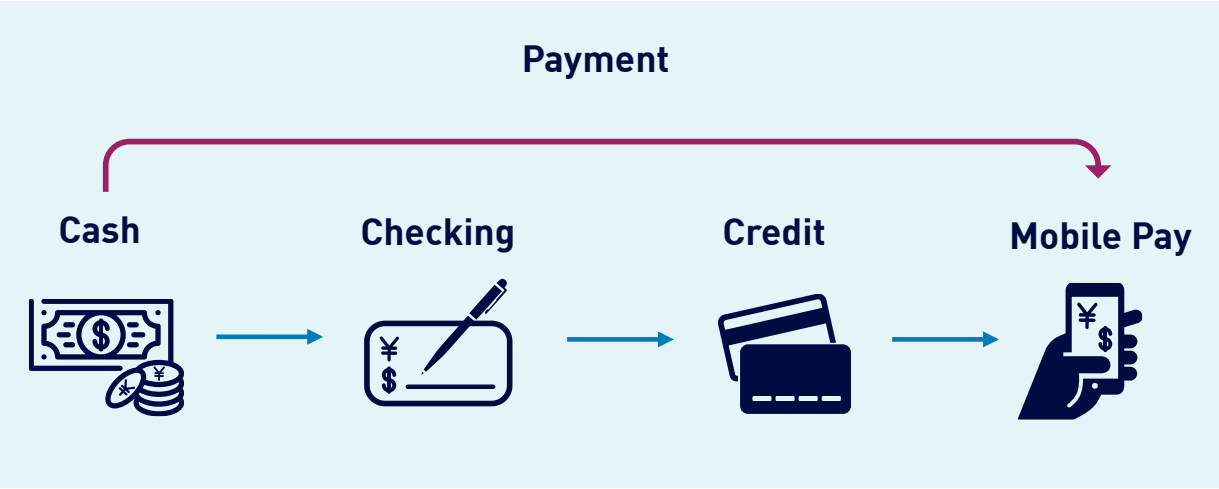 Payment
Cash
Checking
Credit
Mobile Pay
$
¥
¥
¥
$
¥
$